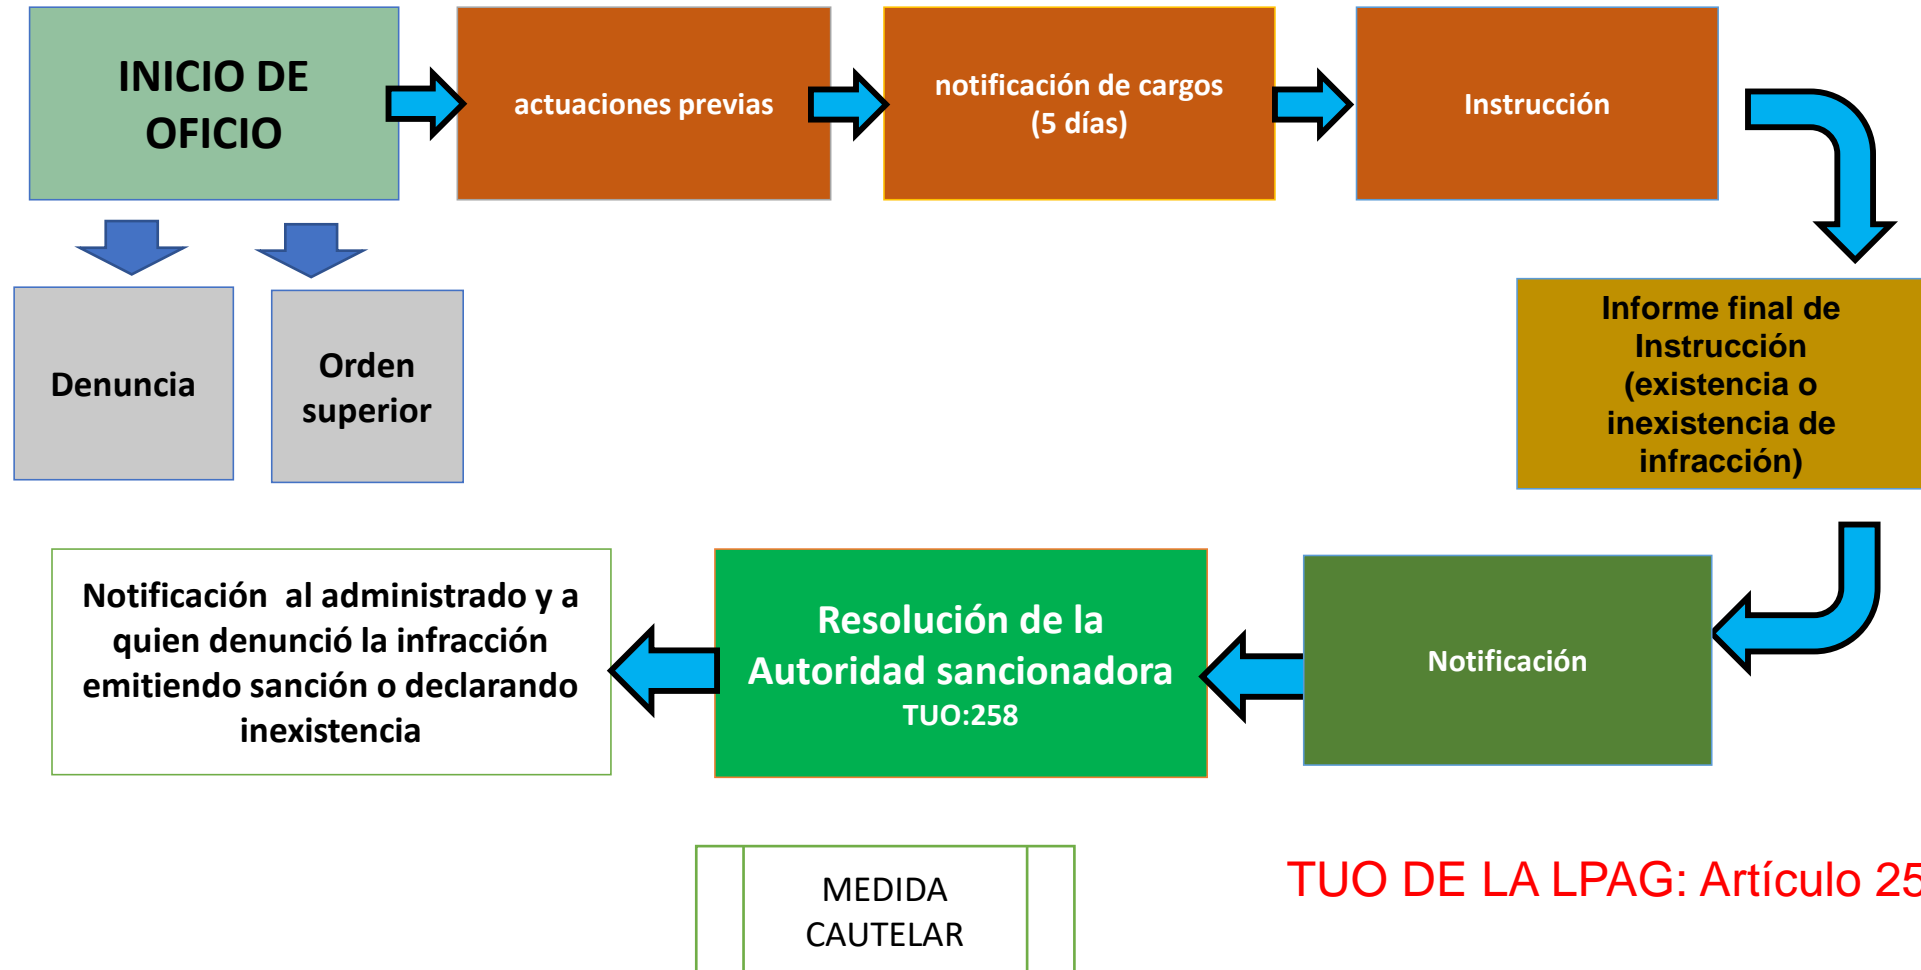 INICIO DE
OFICIO
actuaciones previas
notificación de cargos
(5 días)
Instrucción
Denuncia
Orden
superior
Informe final de
Instrucción
(existencia o
inexistencia de
infracción)
Notificación al administrado y a
quien denunció la infracción
emitiendo sanción o declarando
inexistencia
Resolución de la
Autoridad sancionadora
TUO:258
Notificación
MEDIDA
CAUTELAR
TUO DE LA LPAG: Artículo 25